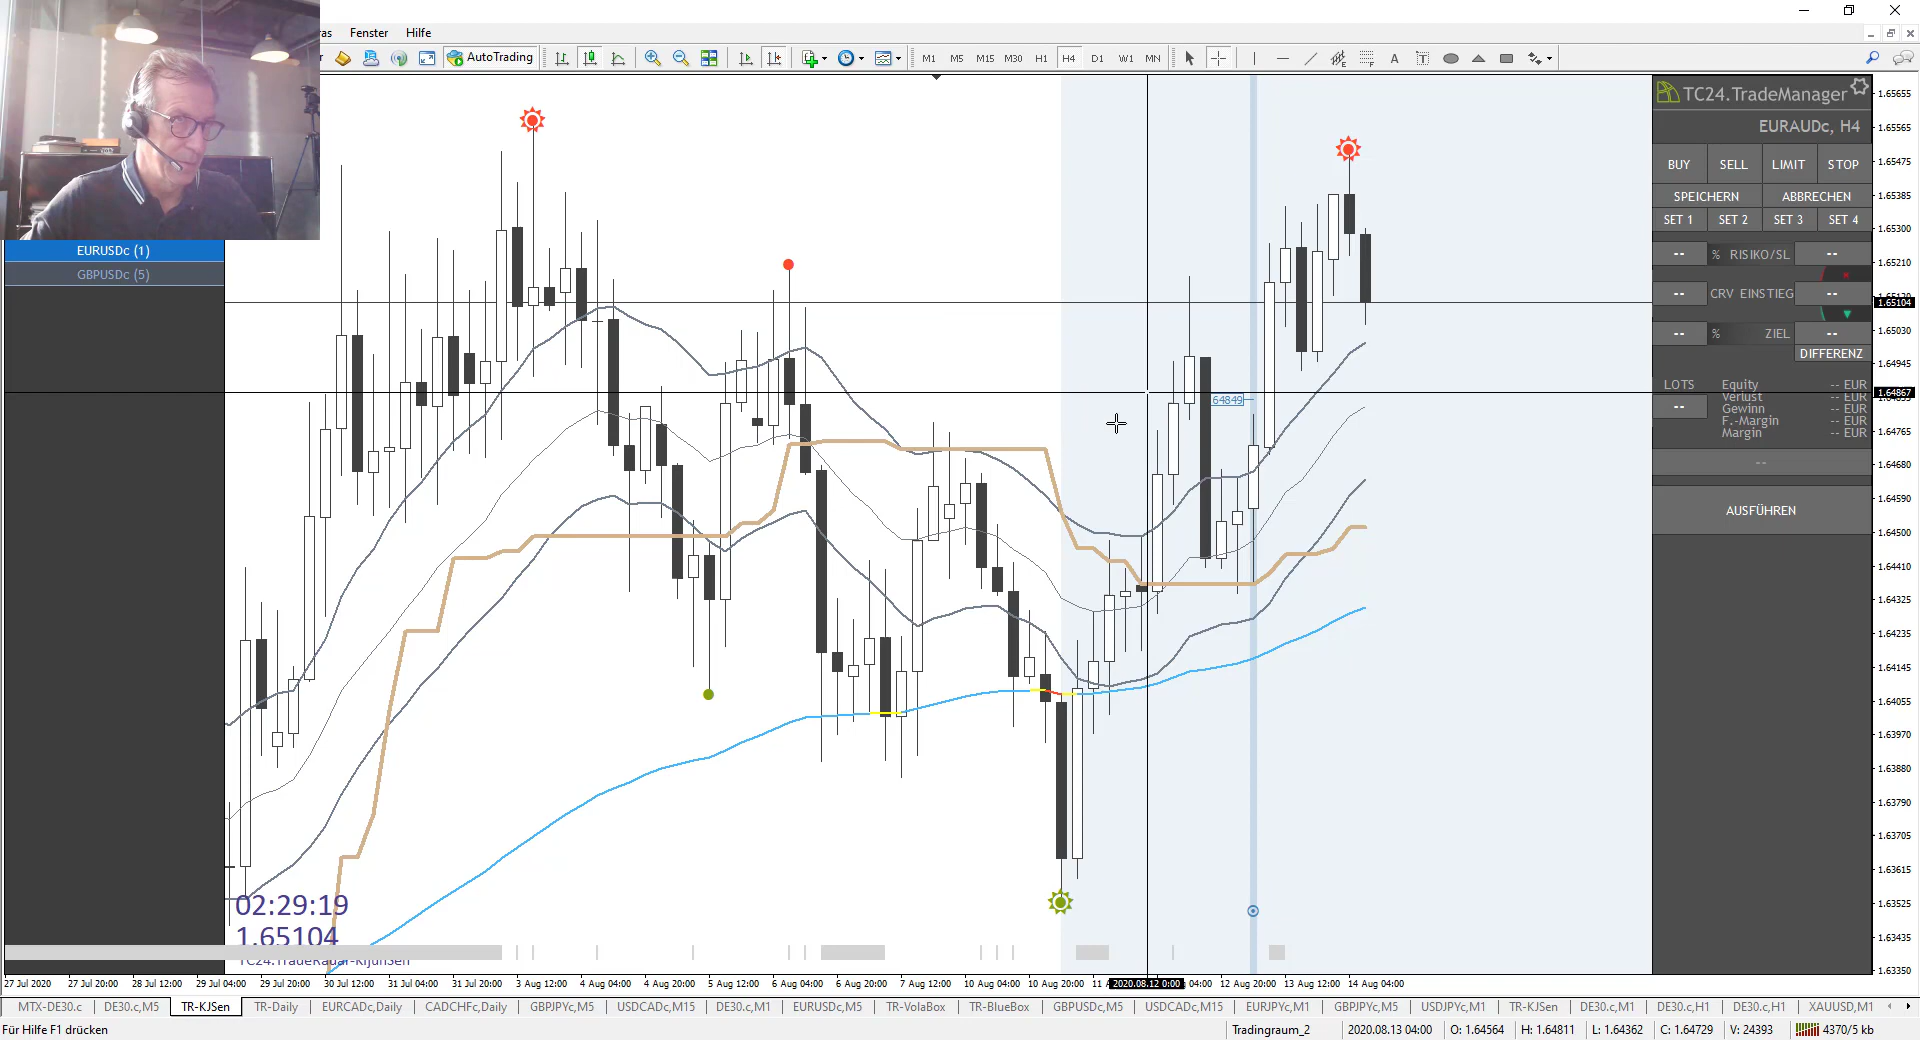 ras Fenster Hilfe
AutoTrading M1 M5 M15 M30 H1 H4 D1 W1 MN A T
TC24.TradeManager
EURAUDc, H4
BUY SELL LIMIT STOP
SPEICHERN ABBRECHEN
SET 1 SET 2 SET 3 SET 4
-- % RISIKO/SL --
-- CRV EINSTIEG --
-- % ZIEL --
DIFFERENZ
LOTS
--
Equity -- EUR
Verlust -- EUR
Gewinn -- EUR
F.-Margin -- EUR
Margin -- EUR
--
AUSFÜHREN
EURUSDc (1)
GBPUSDc (5)
64849
1.65655
1.65565
1.65475
1.65385
1.65300
1.65210
1.65104
1.65030
1.64945
1.64867
1.64765
1.64680
1.64590
1.64500
1.64410
1.64325
1.64235
1.64145
1.64055
1.63970
1.63880
1.63790
1.63705
1.63615
1.63525
1.63435
1.63350
02:29:19
1.65104
TC24.TradeRadar-KijunSen
27 Jul 2020 27 Jul 20:00 28 Jul 12:00 29 Jul 04:00 29 Jul 20:00 30 Jul 12:00 31 Jul 04:00 31 Jul 20:00 3 Aug 12:00 4 Aug 04:00 4 Aug 20:00 5 Aug 12:00 6 Aug 04:00 6 Aug 20:00 7 Aug 12:00 10 Aug 04:00 10 Aug 20:00 11 A 2020.08.12 0:00 04:00 12 Aug 20:00 13 Aug 12:00 14 Aug 04:00
MTX-DE30.c DE30.c,M5 TR-KJSen TR-Daily EURCADc,Daily CADCHFc,Daily GBPJPYc,M5 USDCADc,M15 DE30.c,M1 EURUSDc,M5 TR-VolaBox TR-BlueBox GBPUSDc,M5 USDCADc,M15 EURJPYc,M1 GBPJPYc,M5 USDJPYc,M1 TR-KJSen DE30.c,M1 DE30.c,H1 DE30.c,H1 XAUUSD,M1
Für Hilfe F1 drücken Tradingraum_2 2020.08.13 04:00 O: 1.64564 H: 1.64811 L: 1.64362 C: 1.64729 V: 24393 4370/5 kb